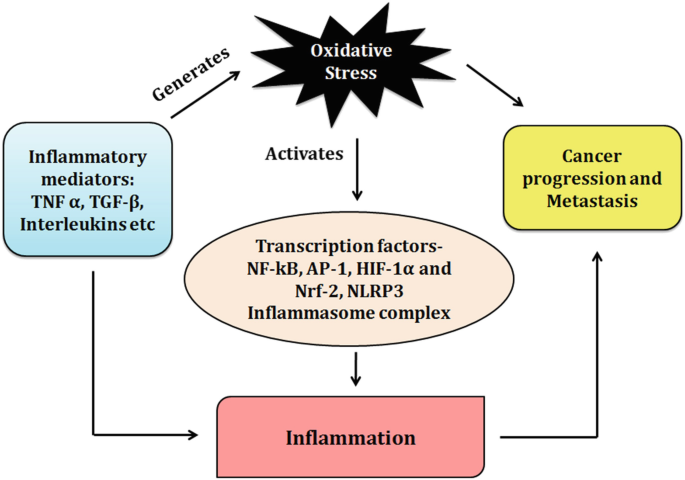 Oxidative
Stress
Generates
Activates
Inflammatory
mediators:
TNF α, TGF-β,
Interleukins etc
Cancer
progression and
Metastasis
Transcription factors-
NF-kB, AP-1, HIF-1α and
Nrf-2, NLRP3
Inflammasome complex
Inflammation